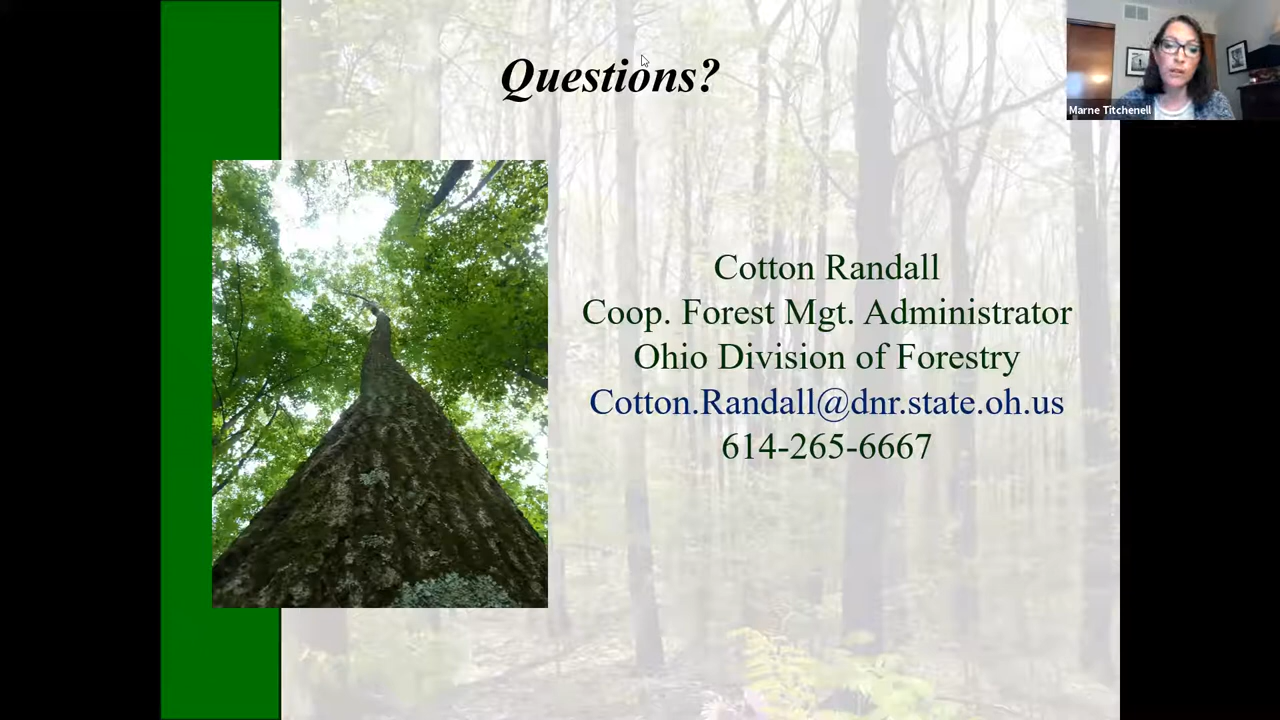 Questions?
Marne Titchenell
Cotton Randall
Coop. Forest Mgt. Administrator
Ohio Division of Forestry
Cotton.Randall@dnr.state.oh.us
614-265-6667